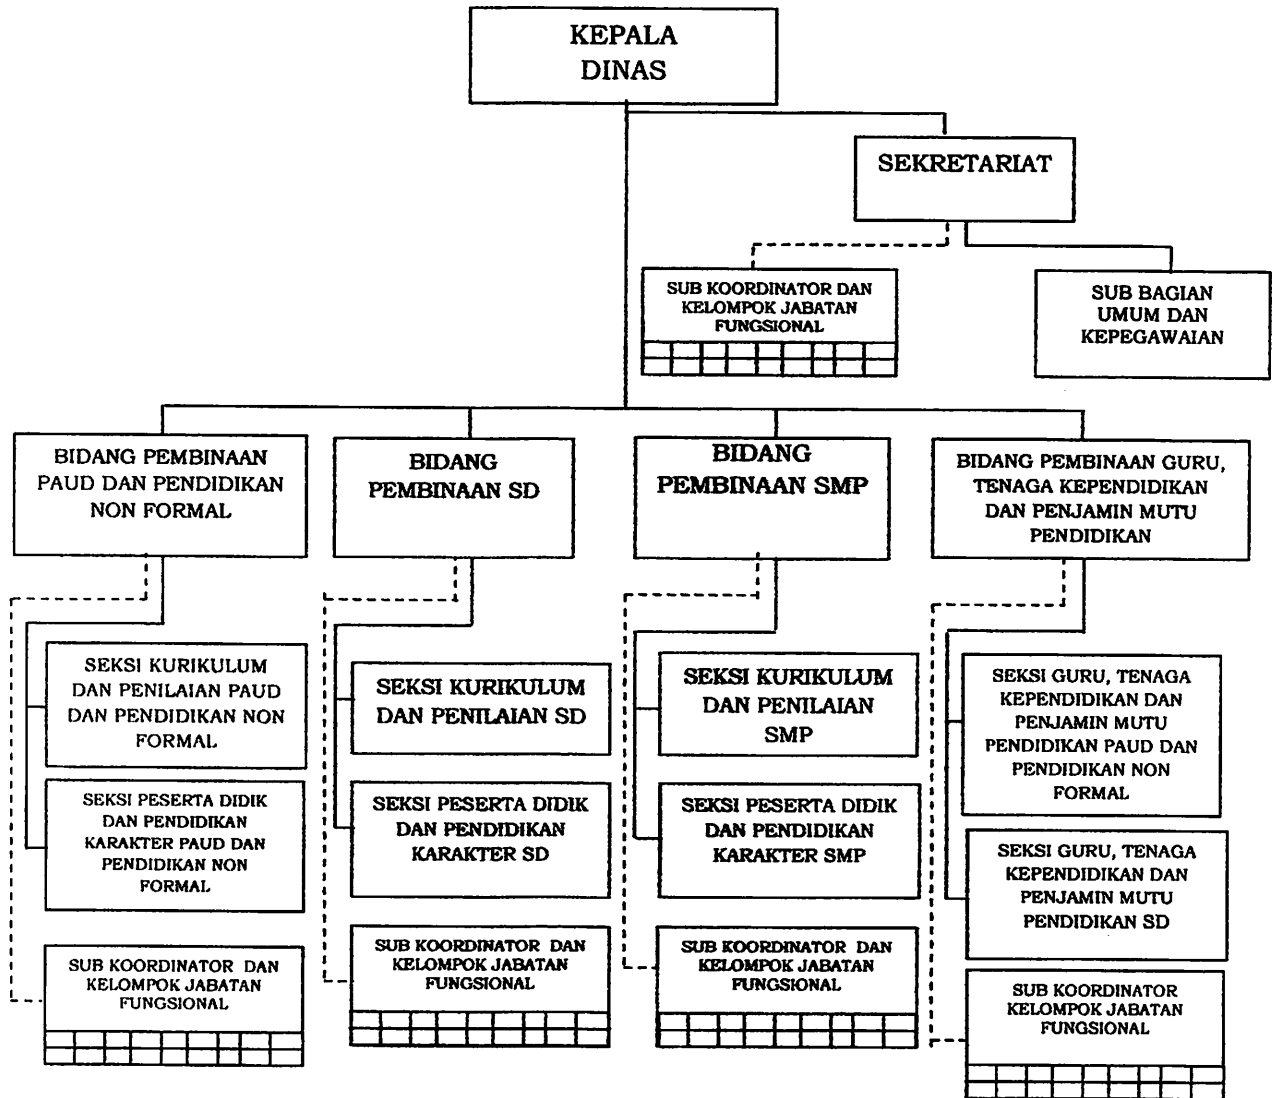 KEPALA
DINAS
SEKRETARIAT
SUB KOORDINATOR DAN
KELOMPOK JABATAN
FUNGSIONAL
SUB BAGIAN
UMUM DAN
KEPEGAWAIAN
BIDANG PEMBINAAN
PAUD DAN PENDIDIKAN
NON FORMAL
BIDANG
PEMBINAAN SD
BIDANG
PEMBINAAN SMP
BIDANG PEMBINAAN GURU,
TENAGA KEPENDIDIKAN
DAN PENJAMIN MUTU
PENDIDIKAN
SEKSI KURIKULUM
DAN PENILAIAN PAUD
DAN PENDIDIKAN NON
FORMAL
SEKSI KURIKULUM
DAN PENILAIAN SD
SEKSI KURIKULUM
DAN PENILAIAN
SMP
SEKSI GURU, TENAGA
KEPENDIDIKAN DAN
PENJAMIN MUTU
PENDIDIKAN PAUD DAN
PENDIDIKAN NON
FORMAL
SEKSI PESERTA DIDIK
DAN PENDIDIKAN
KARAKTER PAUD DAN
PENDIDIKAN NON
FORMAL
SEKSI PESERTA DIDIK
DAN PENDIDIKAN
KARAKTER SD
SEKSI PESERTA DIDIK
DAN PENDIDIKAN
KARAKTER SMP
SEKSI GURU, TENAGA
KEPENDIDIKAN DAN
PENJAMIN MUTU
PENDIDIKAN SD
SUB KOORDINATOR DAN
KELOMPOK JABATAN
FUNGSIONAL
SUB KOORDINATOR DAN
KELOMPOK JABATAN
FUNGSIONAL
SUB KOORDINATOR DAN
KELOMPOK JABATAN
FUNGSIONAL
SUB KOORDINATOR
KELOMPOK JABATAN
FUNGSIONAL